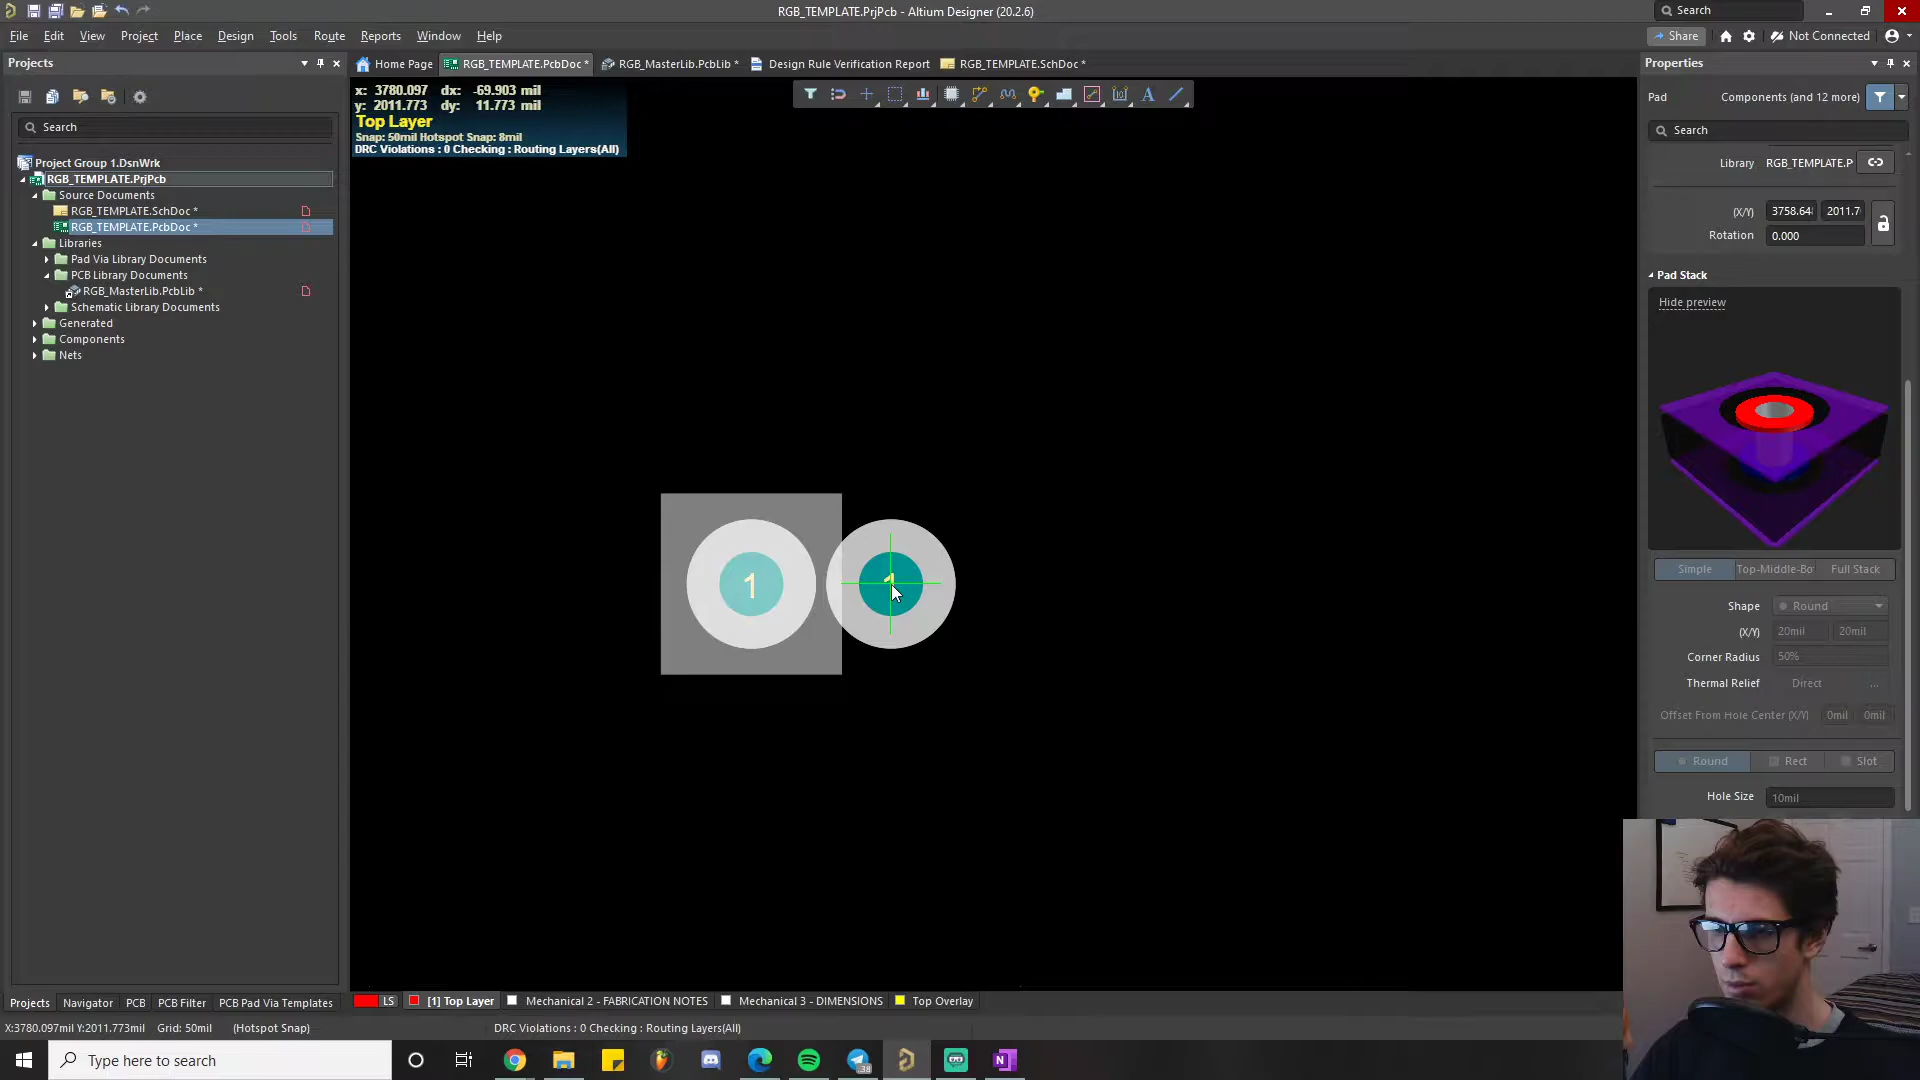 RGB_TEMPLATE.PrjPcb - Altium Designer (20.2.6)
Search
File Edit View Project Place Design Tools Route Reports Window Help
Share
Not Connected
Projects
Home Page
RGB_TEMPLATE.PcbDoc *
RGB_MasterLib.PcbLib *
Design Rule Verification Report
RGB_TEMPLATE.SchDoc *
Properties
x: 3780.097 dx: -69.903 mil
y: 2011.773 dy: 11.773 mil
Top Layer
Snap: 50mil Hotspot Snap: 8mil
DRC Violations : 0 Checking : Routing Layers(All)
Search
Project Group 1.DsnWrk
RGB_TEMPLATE.PrjPcb
Source Documents
RGB_TEMPLATE.SchDoc *
RGB_TEMPLATE.PcbDoc *
Libraries
Pad Via Library Documents
PCB Library Documents
RGB_MasterLib.PcbLib *
Schematic Library Documents
Generated
Components
Nets
1
1
Pad Components (and 12 more)
Search
Library RGB_TEMPLATE.P
(X/Y) 3758.64 2011.7
Rotation 0.000
Pad Stack
Hide preview
Simple Top-Middle-Bo Full Stack
Shape Round
(X/Y) 20mil 20mil
Corner Radius 50%
Thermal Relief Direct ...
Offset From Hole Center (X/Y) 0mil 0mil
Round Rect Slot
Hole Size 10mil
Projects Navigator PCB PCB Filter PCB Pad Via Templates
LS [1] Top Layer Mechanical 2 - FABRICATION NOTES Mechanical 3 - DIMENSIONS Top Overlay
X:3780.097mil Y:2011.773mil Grid: 50mil (Hotspot Snap) DRC Violations : 0 Checking : Routing Layers(All)
Type here to search
38